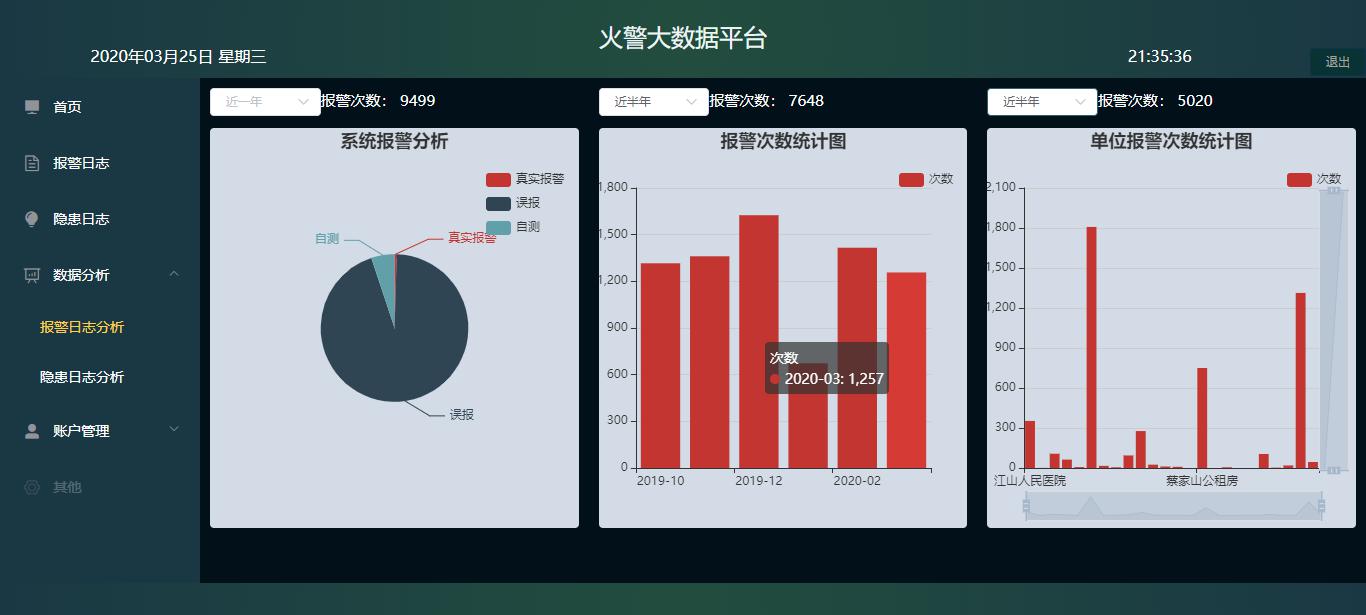 火警大数据平台
2020年03月25日 星期三
21:35:36
退出
首页
报警日志
隐患日志
数据分析
报警日志分析
隐患日志分析
账户管理
其他
近一年
报警次数： 9499
系统报警分析
真实报警
误报
自测
自测
真实报警
误报
近半年
报警次数： 7648
报警次数统计图
次数
1,800
1,500
1,200
900
600
300
0
2019-10
2019-12
2020-02
次数
2020-03: 1,257
近半年
报警次数： 5020
单位报警次数统计图
次数
2,100
1,800
1,500
1,200
900
600
300
0
江山人民医院
蔡家山公租房